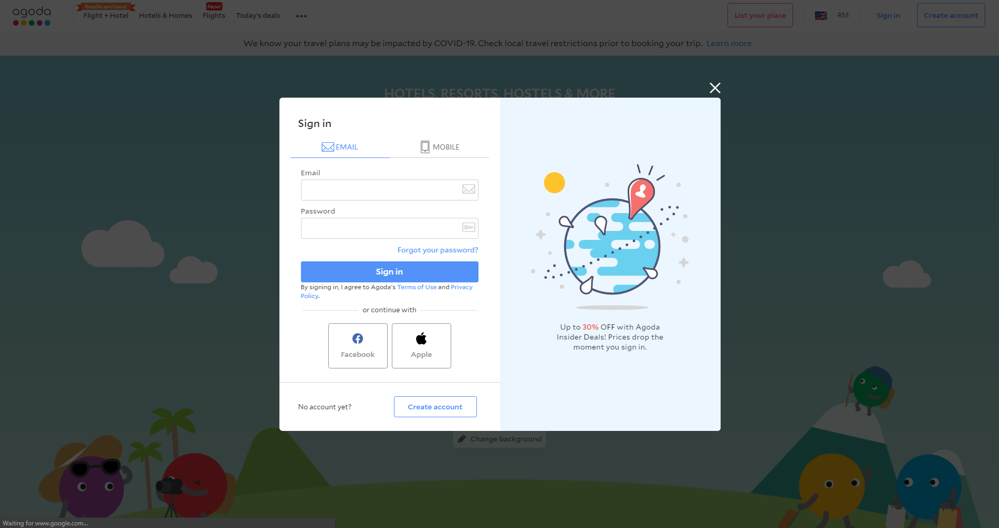 agoda
Bundle and save!
Flight + Hotel
Hotels & Homes
New!
Flights
Today's deals
List your place
RM
Sign in
Create account
We know your travel plans may be impacted by COVID-19. Check local travel restrictions prior to booking your trip. Learn more
HOTELS, RESORTS, HOSTELS & MORE
Sign in
EMAIL
MOBILE
Email
Password
Forgot your password?
Sign in
By signing in, I agree to Agoda's Terms of Use and Privacy
Policy.
or continue with
Facebook
Apple
No account yet?
Create account
Up to 30% OFF with Agoda
Insider Deals! Prices drop the
moment you sign in.
Change background
Waiting for www.google.com...